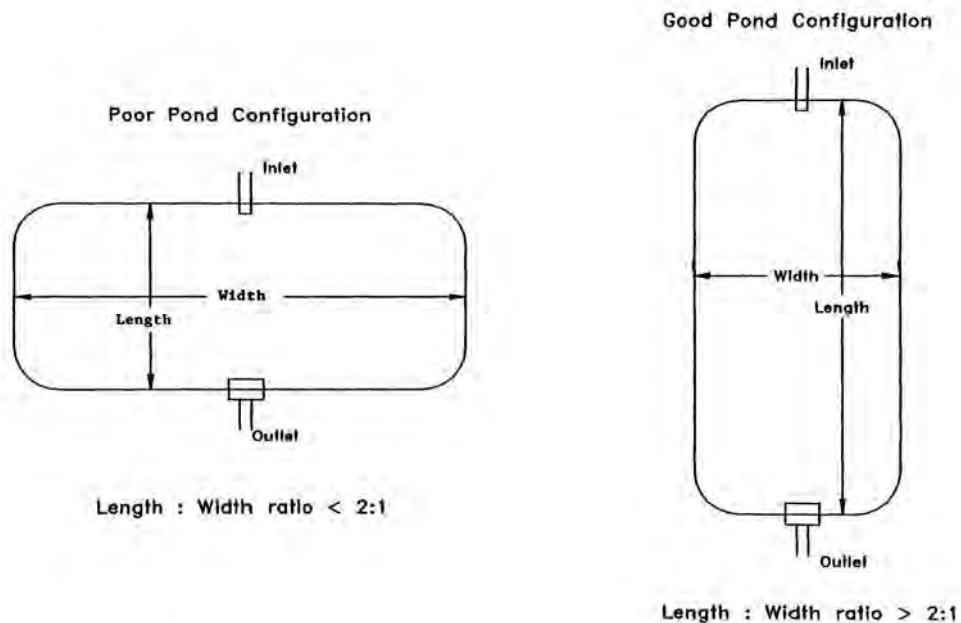 Poor Pond Configuration
Inlet
Width
Length
Outlet
Length : Width ratio < 2:1
Good Pond Configuration
Inlet
Width
Length
Outlet
Length : Width ratio > 2:1